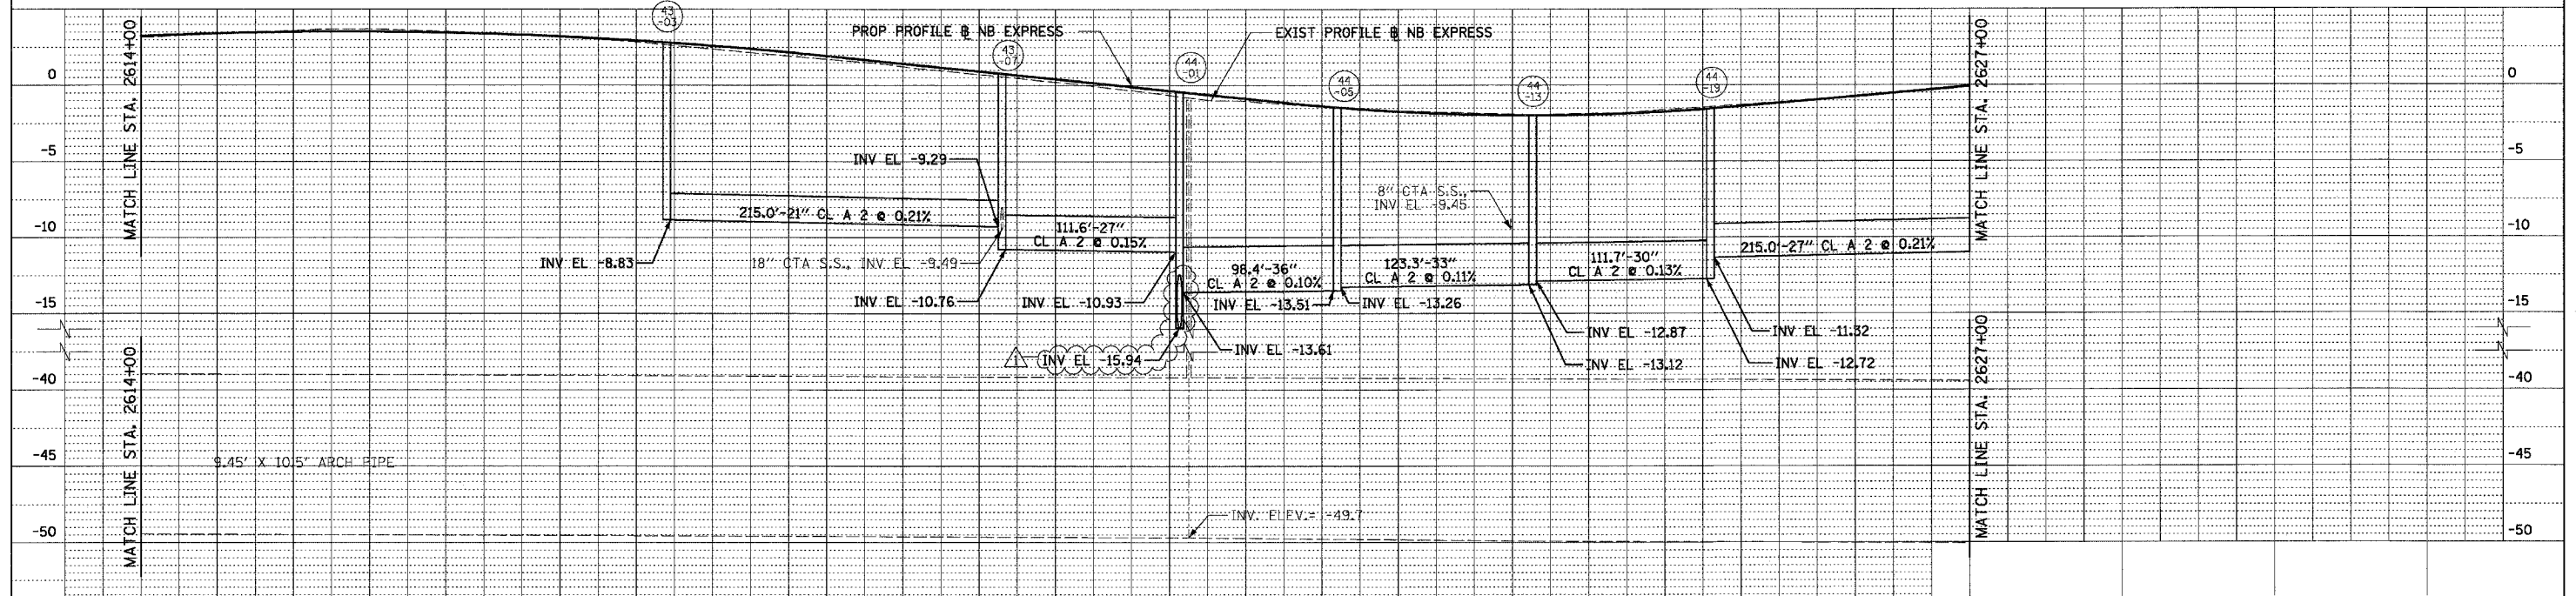 43
-03
PROP PROFILE ℄ NB EXPRESS
EXIST PROFILE ℄ NB EXPRESS
43
-07
44
-01
44
-05
44
-13
44
-19
MATCH LINE STA. 2614+00
MATCH LINE STA. 2627+00
0
0
-5
-5
INV EL -9.29
8" CTA S.S.,
INV EL -9.45
215.0'-21" CL A 2 @ 0.21%
-10
-10
111.6'-27"
CL A 2 @ 0.15%
215.0'-27" CL A 2 @ 0.21%
INV EL -8.83
18" CTA S.S., INV EL -9.49
98.4'-36"
CL A 2 @ 0.10%
123.3'-33"
CL A 2 @ 0.11%
111.7'-30"
CL A 2 @ 0.13%
INV EL -10.76
INV EL -10.93
INV EL -13.51
INV EL -13.26
-15
-15
INV EL -12.87
INV EL -11.32
1
INV EL -15.94
INV EL -13.61
INV EL -13.12
INV EL -12.72
-40
-40
MATCH LINE STA. 2614+00
MATCH LINE STA. 2627+00
-45
-45
9.45' X 10.5' ARCH PIPE
INV. ELEV.= -49.7
-50
-50